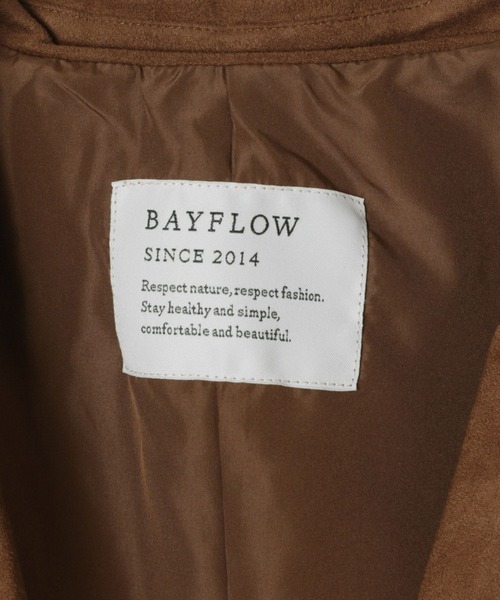 BAYFLOW
SINCE 2014
Respect nature, respect fashion.
Stay healthy and simple,
comfortable and beautiful.